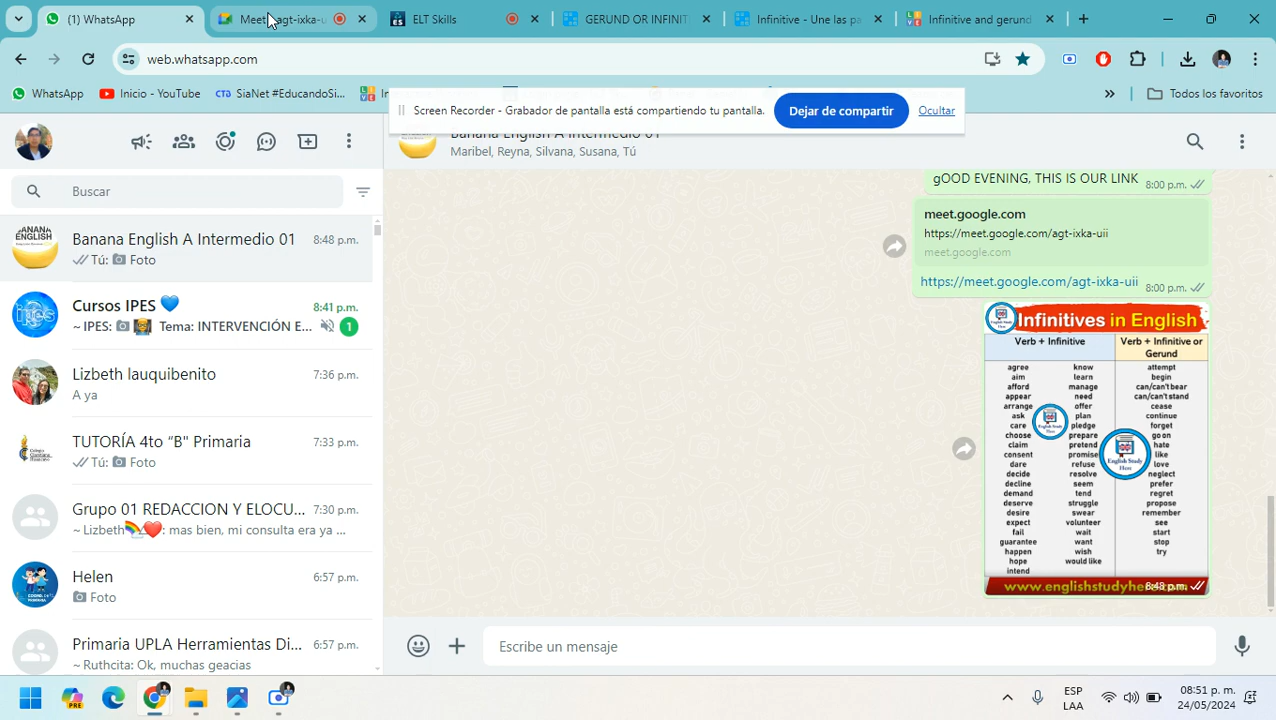 (1) WhatsApp
Meet: agt-ixka-u
ELT Skills
GERUND OR INFINIT
Infinitive - Une las pa
Infinitive and gerund
web.whatsapp.com
WhatsApp
Inicio - YouTube
SiaNet #EducandoSi...
Todos los favoritos
Screen Recorder - Grabador de pantalla está compartiendo tu pantalla.
Dejar de compartir
Ocultar
Buscar
Banana English A Intermedio 01
8:48 p.m.
Tú: Foto
Cursos IPES
8:41 p.m.
~ IPES: Tema: INTERVENCIÓN E...
1
Lizbeth lauquibenito
7:36 p.m.
A ya
TUTORÍA 4to “B" Primaria
7:33 p.m.
Tú: Foto
Grupo 01 REDACCION Y ELOCU...
7:30 p.m.
~ Lizbeth : mas bien, mi consulta era ya ...
Helen
6:57 p.m.
Foto
Primaria UPLA Herramientas Di...
6:57 p.m.
~ Ruthcita: Ok, muchas geacias
Banana English A Intermedio 01
Maribel, Reyna, Silvana, Susana, Tú
gOOD EVENING, THIS IS OUR LINK
8:00 p.m.
meet.google.com
https://meet.google.com/agt-ixka-uii
meet.google.com
https://meet.google.com/agt-ixka-uii
8:00 p.m.
Infinitives in English
Verb + Infinitive
Verb + Infinitive or
Gerund
agree
aim
afford
appear
arrange
ask
care
choose
claim
consent
dare
decide
decline
demand
deserve
desire
expect
fail
guarantee
happen
hope
intend
know
learn
manage
need
offer
plan
pledge
prepare
pretend
promise
refuse
resolve
seem
tend
struggle
swear
volunteer
wait
want
wish
would like
attempt
begin
can/can't bear
can/can't stand
cease
continue
forget
go on
hate
like
love
neglect
prefer
regret
propose
remember
see
start
stop
try
English Study
Here
8:48 p.m.
Escribe un mensaje
ESP
LAA
08:51 p. m.
24/05/2024